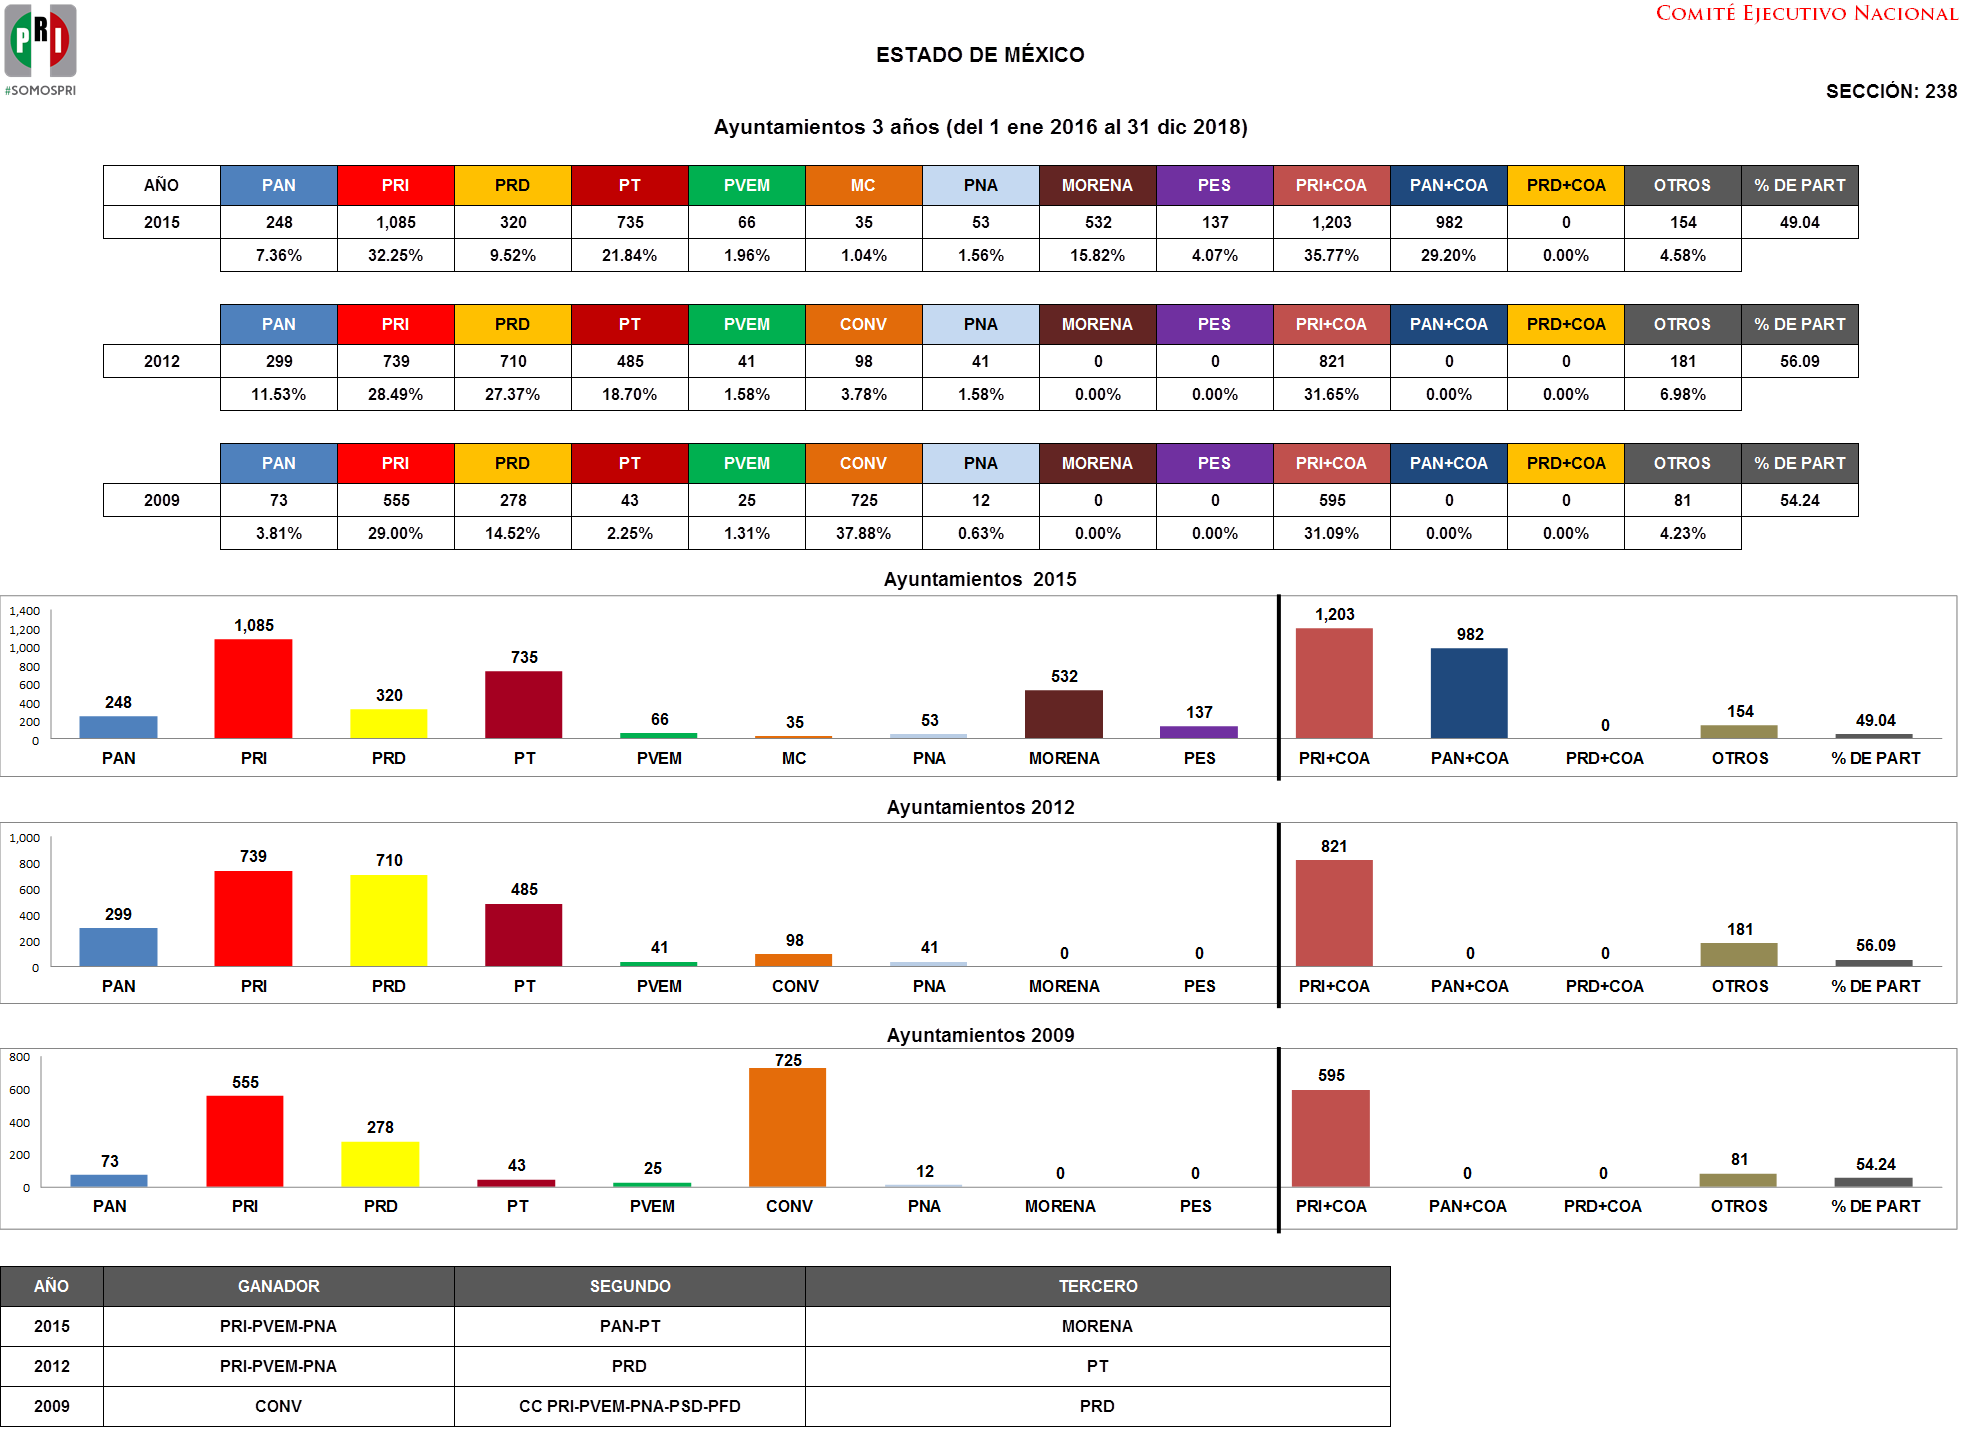 COMITÉ EJECUTIVO NACIONAL
PRI
#SOMOSPRI
ESTADO DE MÉXICO
SECCIÓN: 238
Ayuntamientos 3 años (del 1 ene 2016 al 31 dic 2018)
AÑO PAN PRI PRD PT PVEM MC PNA MORENA PES PRI+COA PAN+COA PRD+COA OTROS % DE PART
2015 248 1,085 320 735 66 35 53 532 137 1,203 982 0 154 49.04
7.36% 32.25% 9.52% 21.84% 1.96% 1.04% 1.56% 15.82% 4.07% 35.77% 29.20% 0.00% 4.58%
PAN PRI PRD PT PVEM CONV PNA MORENA PES PRI+COA PAN+COA PRD+COA OTROS % DE PART
2012 299 739 710 485 41 98 41 0 0 821 0 0 181 56.09
11.53% 28.49% 27.37% 18.70% 1.58% 3.78% 1.58% 0.00% 0.00% 31.65% 0.00% 0.00% 6.98%
PAN PRI PRD PT PVEM CONV PNA MORENA PES PRI+COA PAN+COA PRD+COA OTROS % DE PART
2009 73 555 278 43 25 725 12 0 0 595 0 0 81 54.24
3.81% 29.00% 14.52% 2.25% 1.31% 37.88% 0.63% 0.00% 0.00% 31.09% 0.00% 0.00% 4.23%
Ayuntamientos 2015
1,400
1,200
1,000
800
600
400
200
0
248 1,085 320 735 66 35 53 532 137 1,203 982 0 154 49.04
PAN PRI PRD PT PVEM MC PNA MORENA PES PRI+COA PAN+COA PRD+COA OTROS % DE PART
Ayuntamientos 2012
1,000
800
600
400
200
0
299 739 710 485 41 98 41 0 0 821 0 0 181 56.09
PAN PRI PRD PT PVEM CONV PNA MORENA PES PRI+COA PAN+COA PRD+COA OTROS % DE PART
Ayuntamientos 2009
800
600
400
200
0
73 555 278 43 25 725 12 0 0 595 0 0 81 54.24
PAN PRI PRD PT PVEM CONV PNA MORENA PES PRI+COA PAN+COA PRD+COA OTROS % DE PART
AÑO GANADOR SEGUNDO TERCERO
2015 PRI-PVEM-PNA PAN-PT MORENA
2012 PRI-PVEM-PNA PRD PT
2009 CONV CC PRI-PVEM-PNA-PSD-PFD PRD